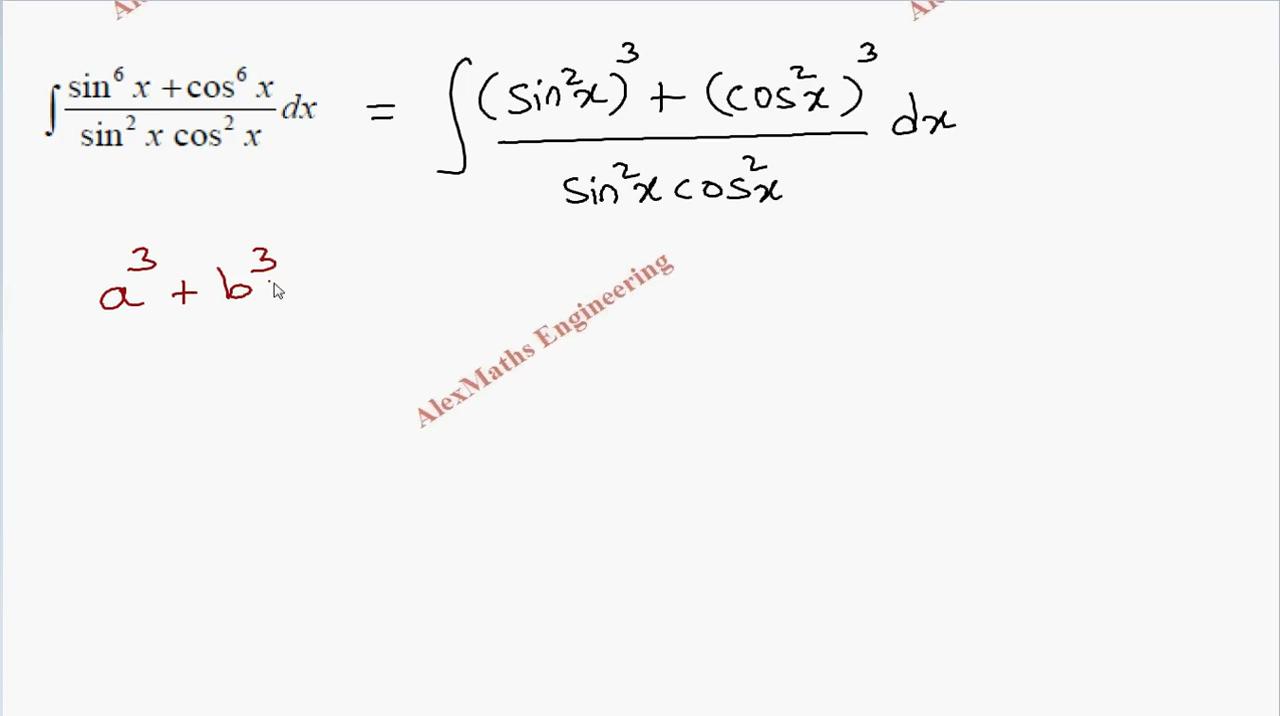 ∫ (sin⁶ x + cos⁶ x)/(sin² x cos² x) dx = ∫ ((sin²x)³ + (cos²x)³)/(sin²x cos²x) dx
a³ + b³
AlexMaths Engineering